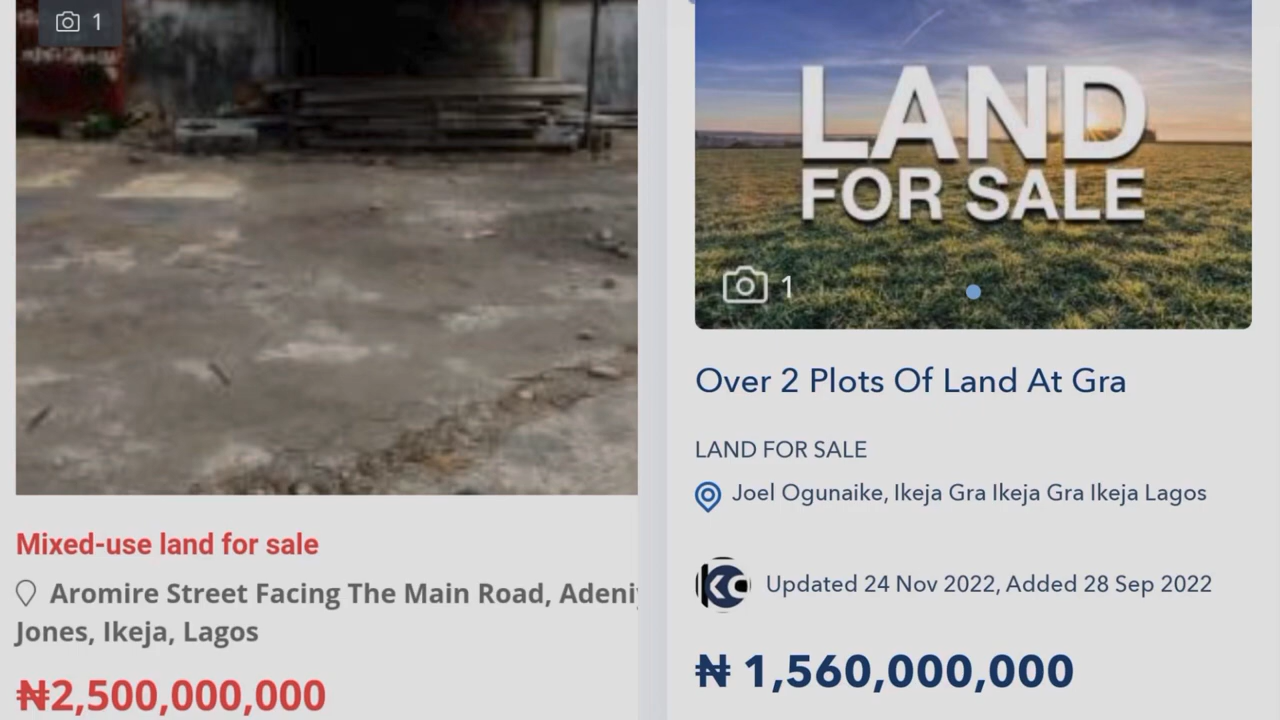 1
Mixed-use land for sale
Aromire Street Facing The Main Road, Adeniy
Jones, Ikeja, Lagos
₦2,500,000,000
LAND
FOR SALE
1
Over 2 Plots Of Land At Gra
LAND FOR SALE
Joel Ogunaike, Ikeja Gra Ikeja Gra Ikeja Lagos
KC
Updated 24 Nov 2022, Added 28 Sep 2022
₦ 1,560,000,000